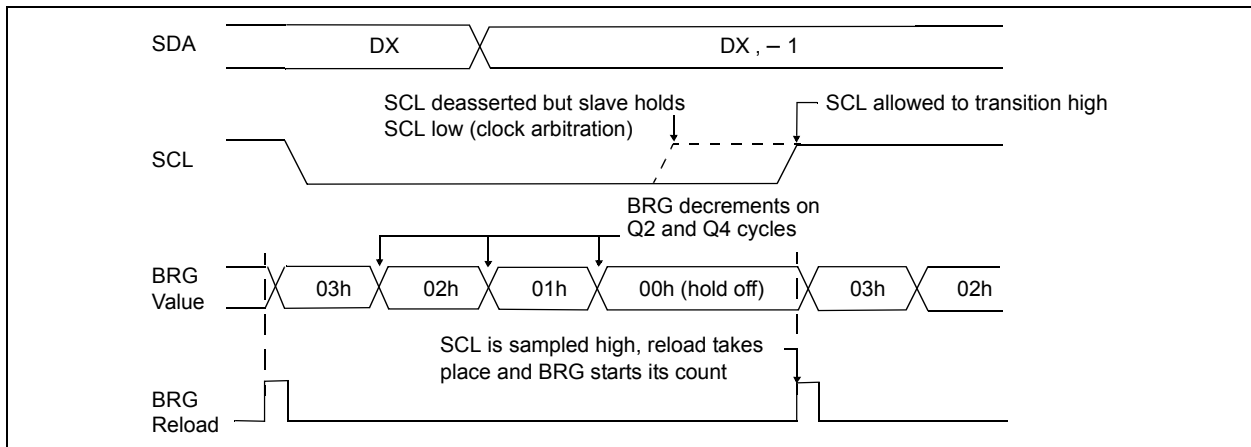 SDA
DX
DX , – 1
SCL deasserted but slave holds
SCL low (clock arbitration)
SCL allowed to transition high
SCL
BRG decrements on
Q2 and Q4 cycles
BRG
Value
03h
02h
01h
00h (hold off)
03h
02h
SCL is sampled high, reload takes
place and BRG starts its count
BRG
Reload